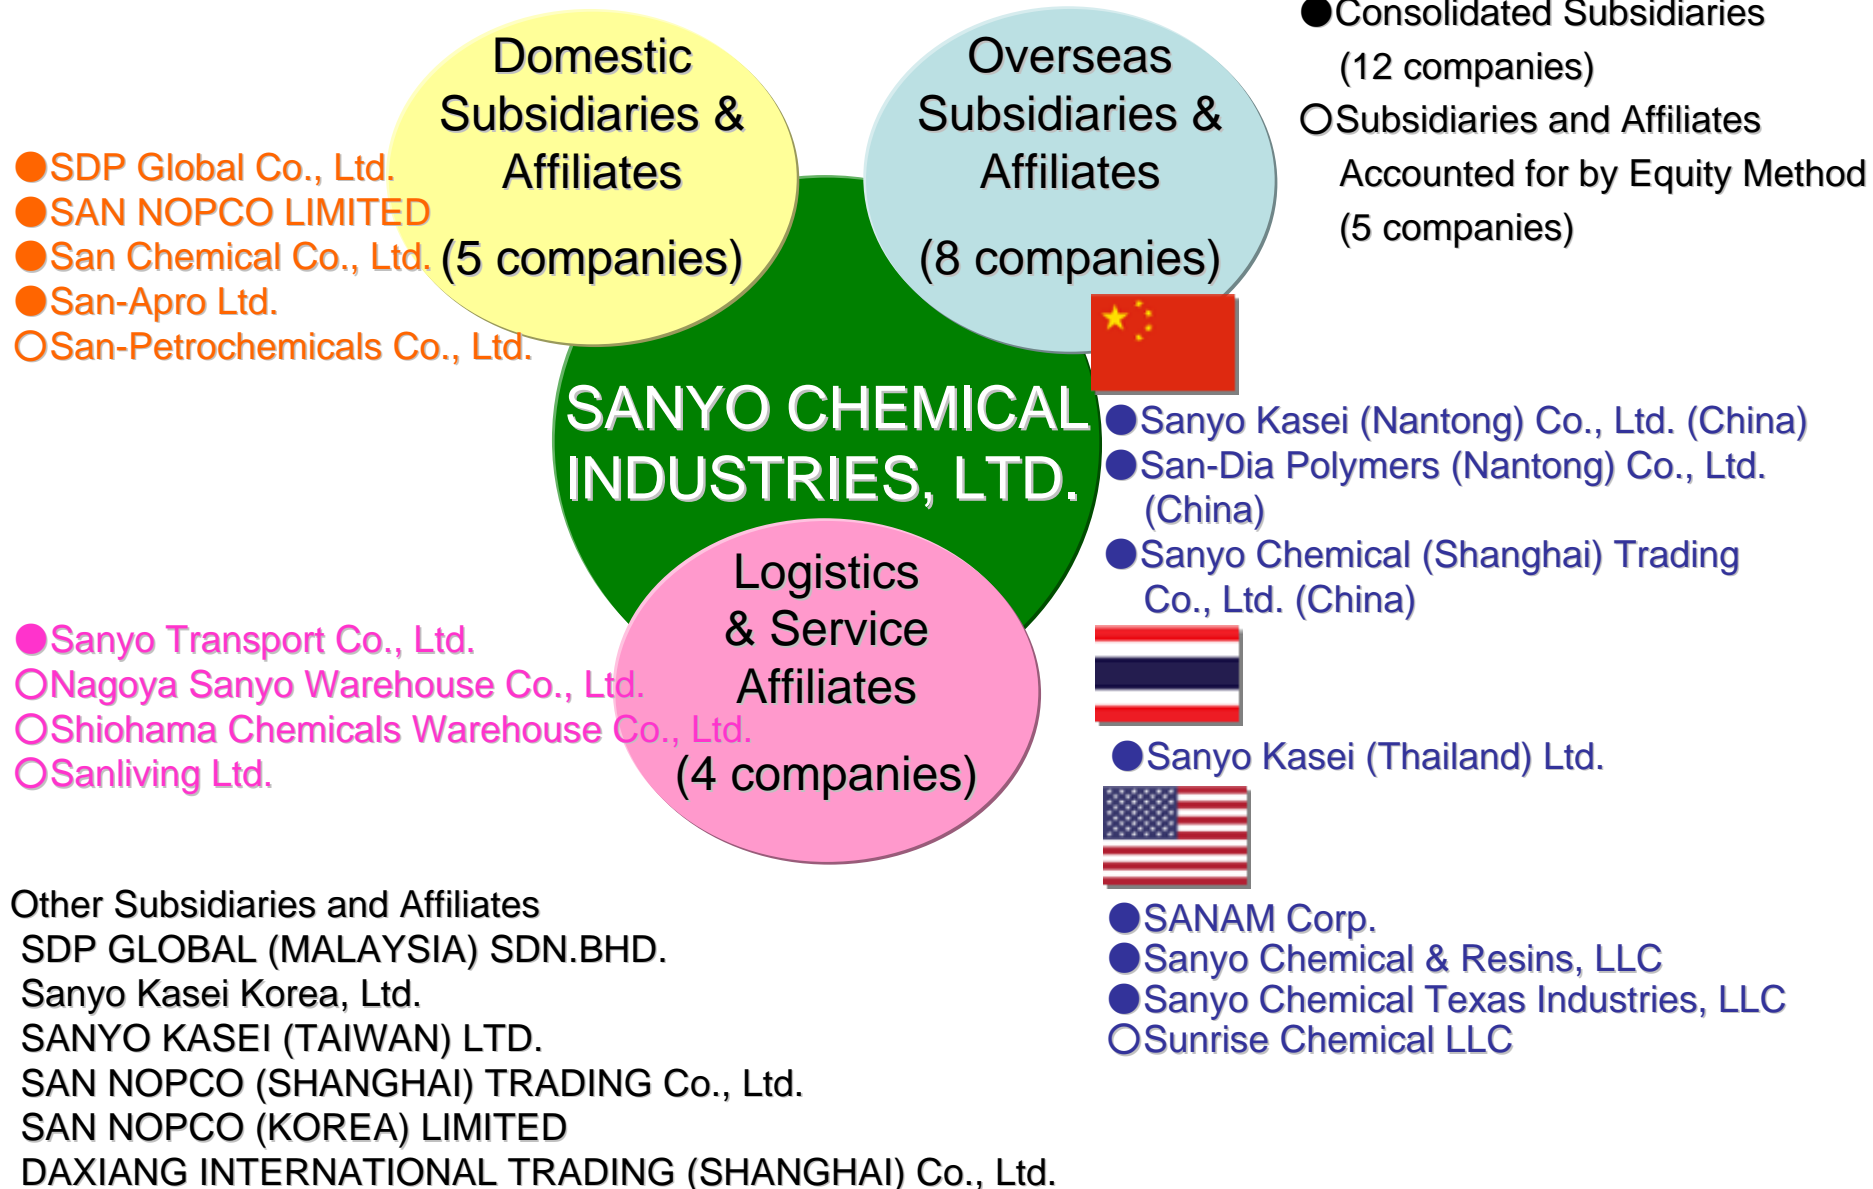 Domestic
Subsidiaries &
Affiliates
(5 companies)
Overseas
Subsidiaries &
Affiliates
(8 companies)
●Consolidated Subsidiaries
(12 companies)
○Subsidiaries and Affiliates
Accounted for by Equity Method
(5 companies)
●SDP Global Co., Ltd.
●SAN NOPCO LIMITED
●San Chemical Co., Ltd.
●San-Apro Ltd.
○San-Petrochemicals Co., Ltd.
SANYO CHEMICAL
INDUSTRIES, LTD.
●Sanyo Kasei (Nantong) Co., Ltd. (China)
●San-Dia Polymers (Nantong) Co., Ltd.
(China)
●Sanyo Chemical (Shanghai) Trading
Co., Ltd. (China)
Logistics
& Service
Affiliates
(4 companies)
●Sanyo Transport Co., Ltd.
○Nagoya Sanyo Warehouse Co., Ltd.
○Shiohama Chemicals Warehouse Co., Ltd.
○Sanliving Ltd.
●Sanyo Kasei (Thailand) Ltd.
●SANAM Corp.
●Sanyo Chemical & Resins, LLC
●Sanyo Chemical Texas Industries, LLC
○Sunrise Chemical LLC
Other Subsidiaries and Affiliates
SDP GLOBAL (MALAYSIA) SDN.BHD.
Sanyo Kasei Korea, Ltd.
SANYO KASEI (TAIWAN) LTD.
SAN NOPCO (SHANGHAI) TRADING Co., Ltd.
SAN NOPCO (KOREA) LIMITED
DAXIANG INTERNATIONAL TRADING (SHANGHAI) Co., Ltd.